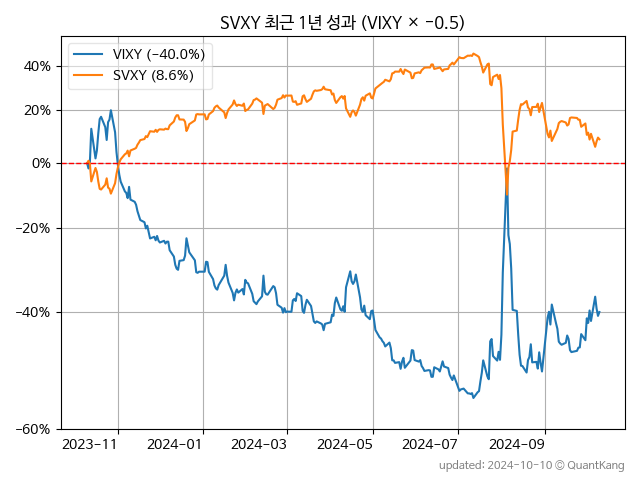 SVXY 최근 1년 성과 (VIXY × −0.5)
VIXY (−40.0%)
SVXY (8.6%)
40%
20%
0%
−20%
−40%
−60%
2023−11 2024−01 2024−03 2024−05 2024−07 2024−09
updated: 2024-10-10 © QuantKang